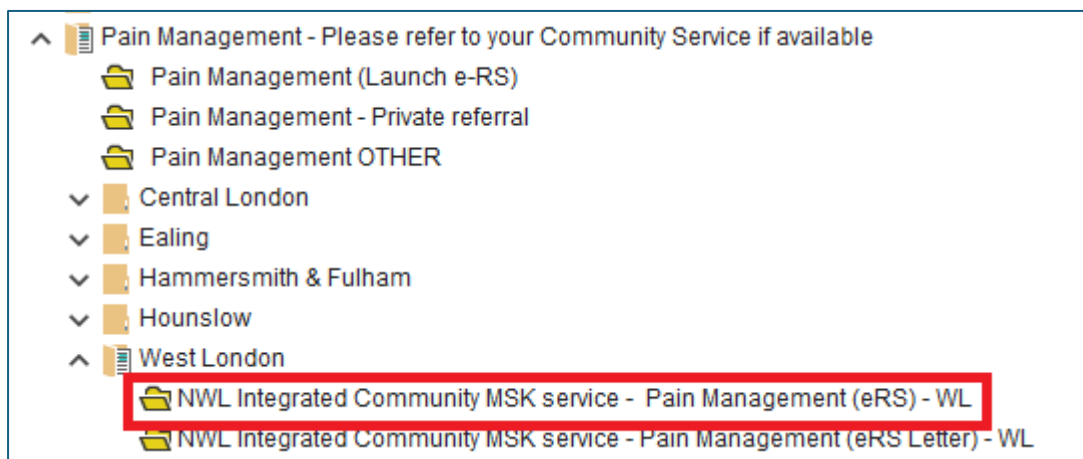 Pain Management - Please refer to your Community Service if available
Pain Management (Launch e-RS)
Pain Management - Private referral
Pain Management OTHER
Central London
Ealing
Hammersmith & Fulham
Hounslow
West London
NWL Integrated Community MSK service - Pain Management (eRS) - WL
NWL Integrated Community MSK service - Pain Management (eRS Letter) - WL